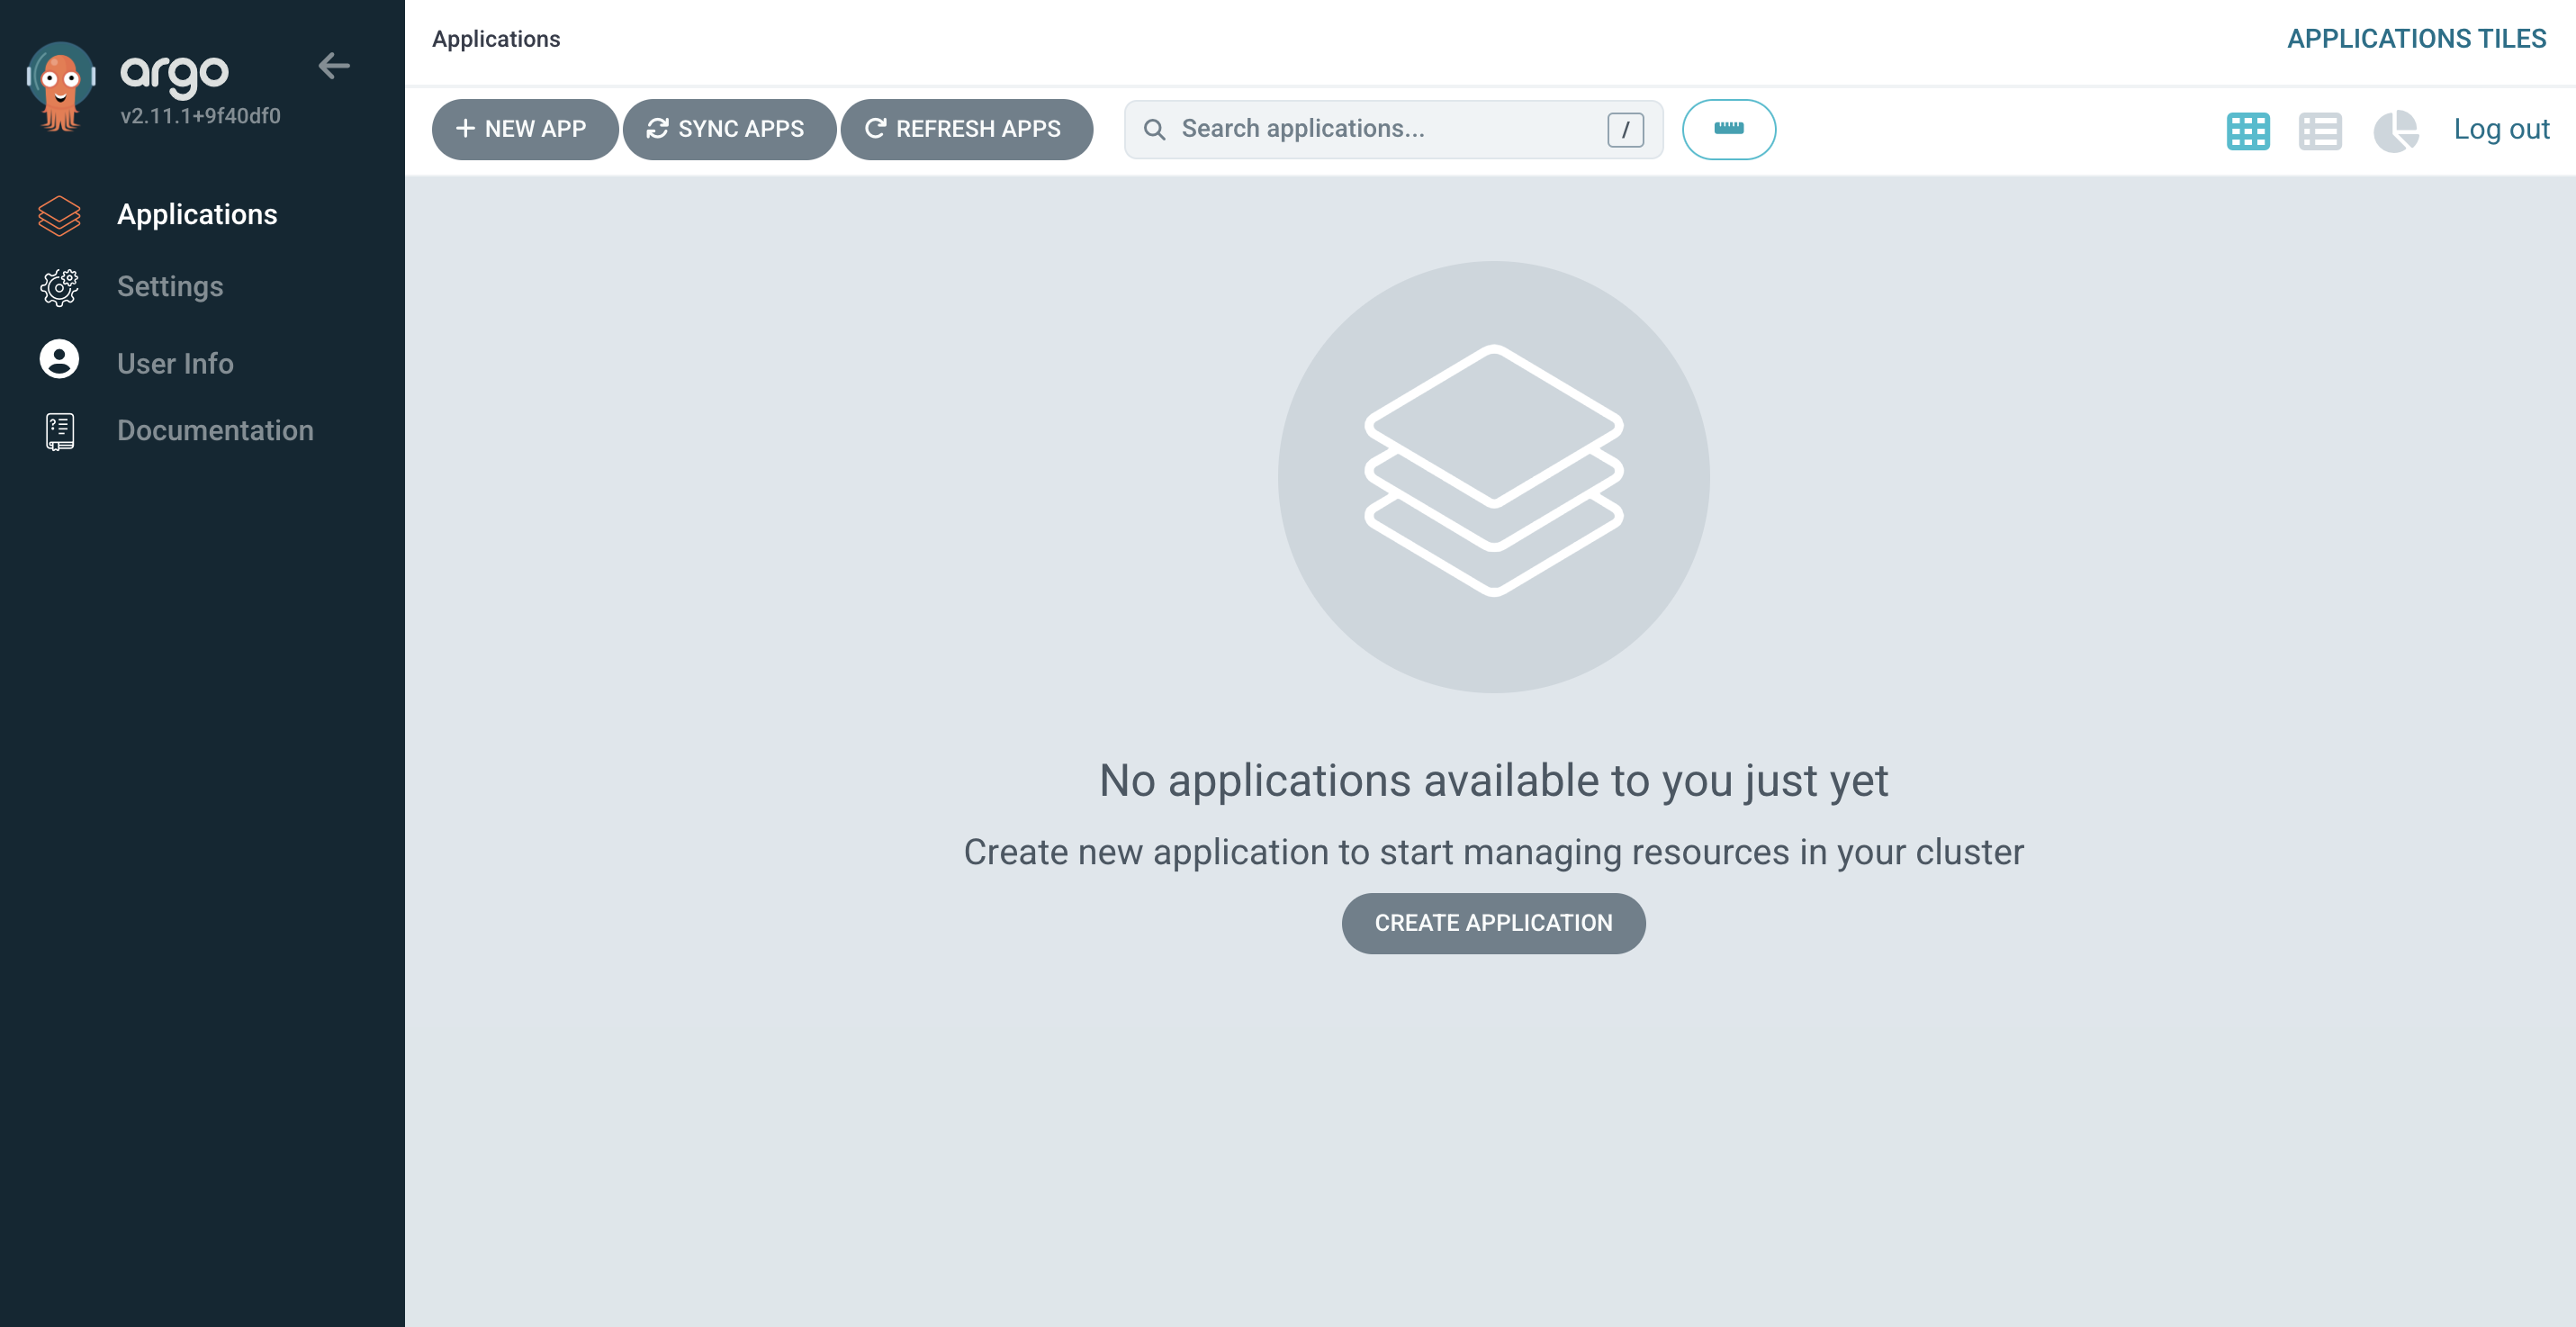 argo
v2.11.1+9f40df0
Applications
Settings
User Info
Documentation
Applications
APPLICATIONS TILES
NEW APP
SYNC APPS
REFRESH APPS
Search applications...
/
Log out
No applications available to you just yet
Create new application to start managing resources in your cluster
CREATE APPLICATION